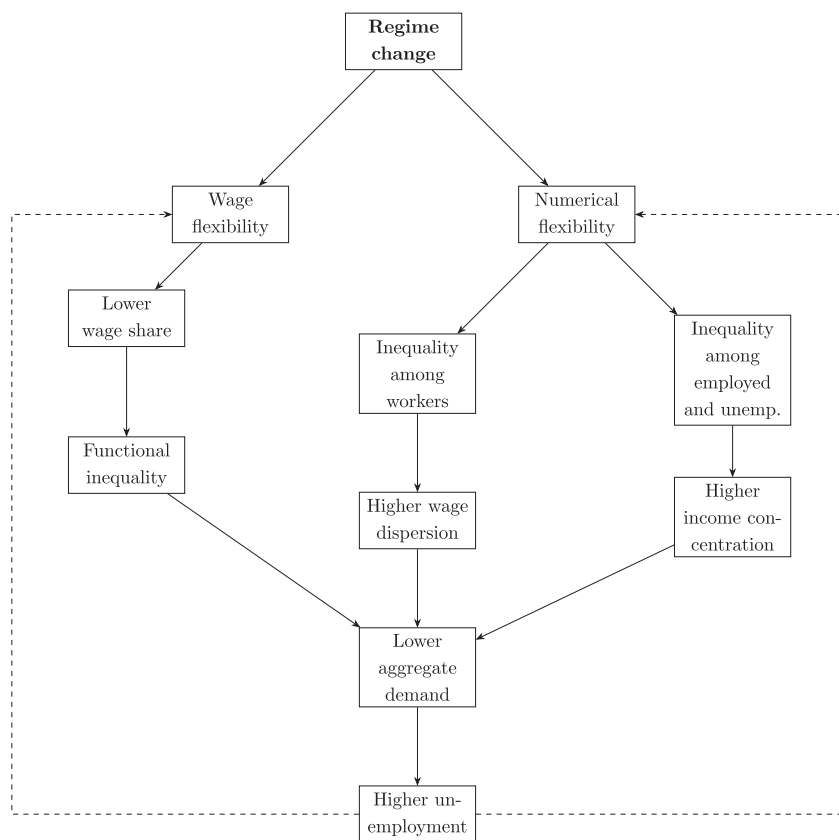 Regime
change
Wage
flexibility
Numerical
flexibility
Lower
wage share
Inequality
among
workers
Inequality
among
employed
and unemp.
Functional
inequality
Higher wage
dispersion
Higher
income con-
centration
Lower
aggregate
demand
Higher un-
employment